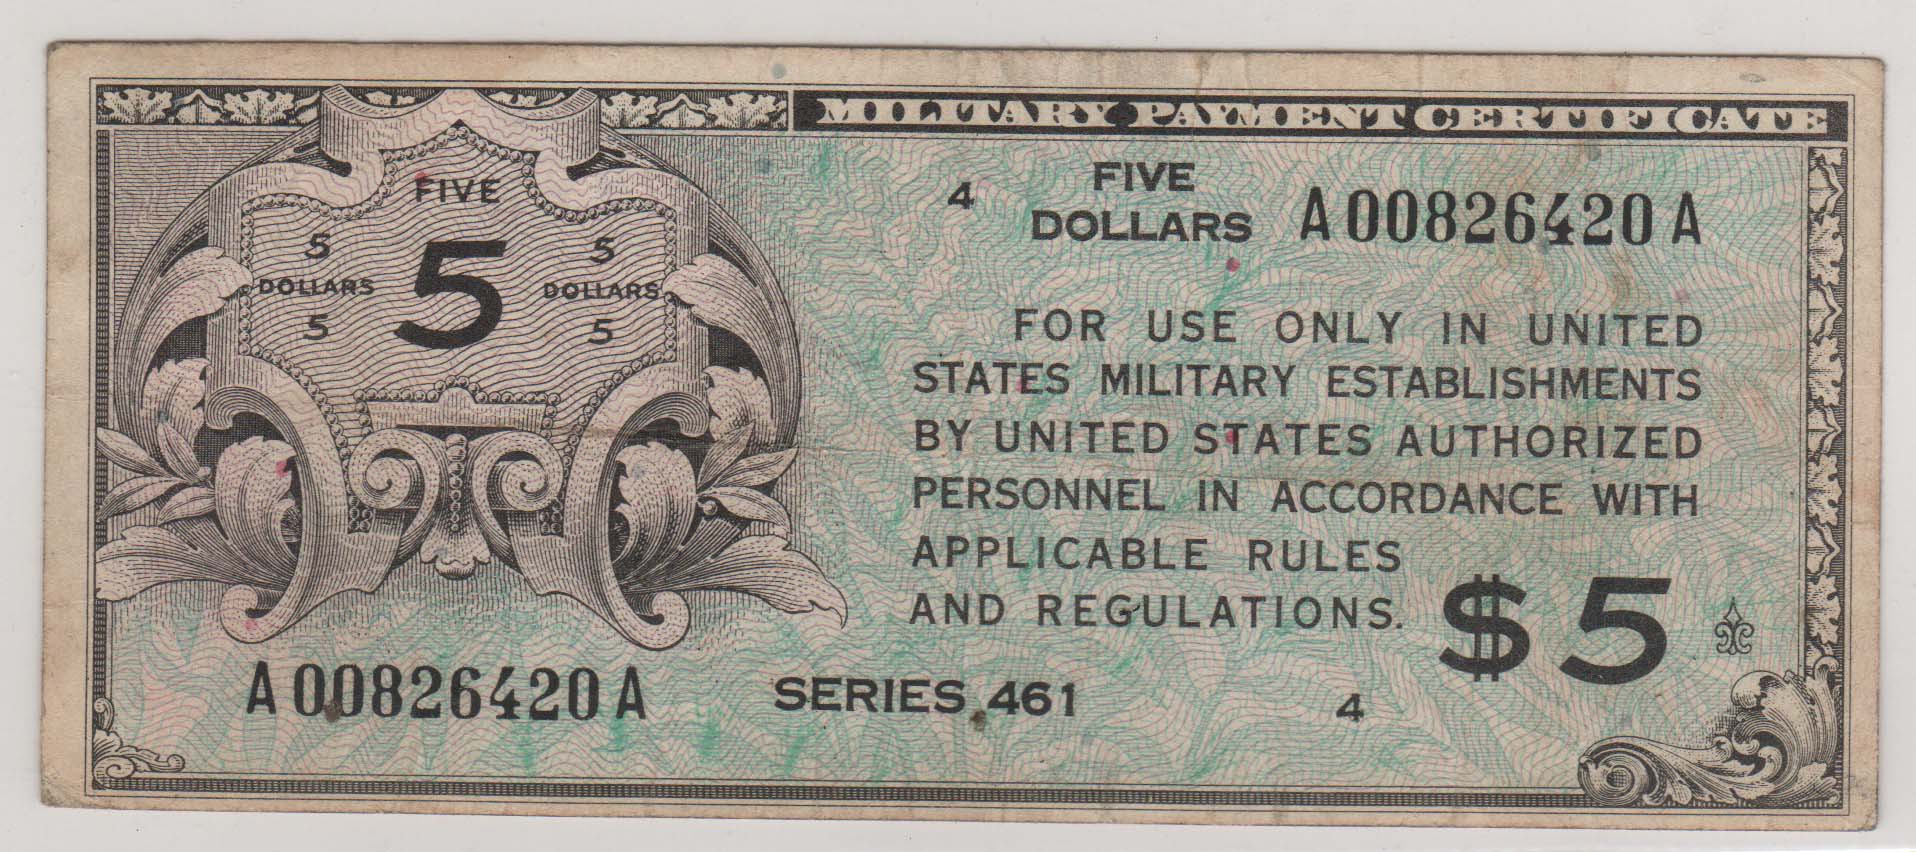 MILITARY PAYMENT CERTIFICATE
FIVE
5 5 5
DOLLARS DOLLARS
5 5
4 FIVE DOLLARS A00826420A
FOR USE ONLY IN UNITED
STATES MILITARY ESTABLISHMENTS
BY UNITED STATES AUTHORIZED
PERSONNEL IN ACCORDANCE WITH
APPLICABLE RULES
AND REGULATIONS.
$5
A00826420A SERIES 461 4